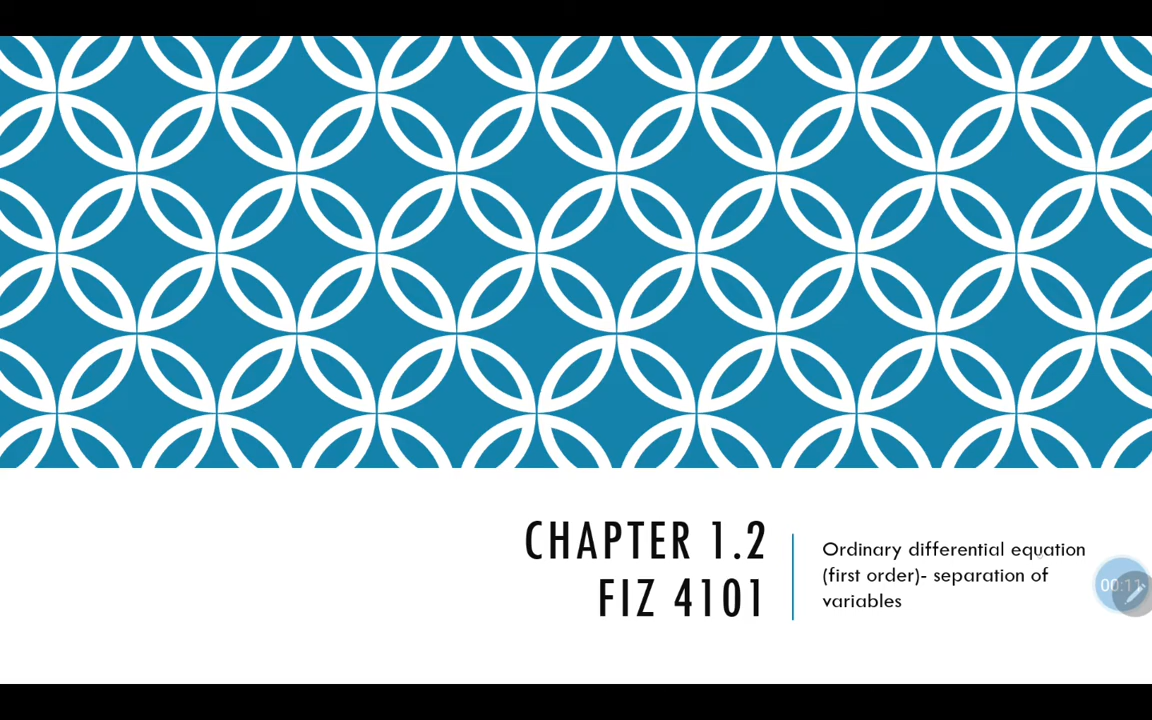 CHAPTER 1.2
FIZ 4101
Ordinary differential equation
(first order)- separation of
variables
00:11